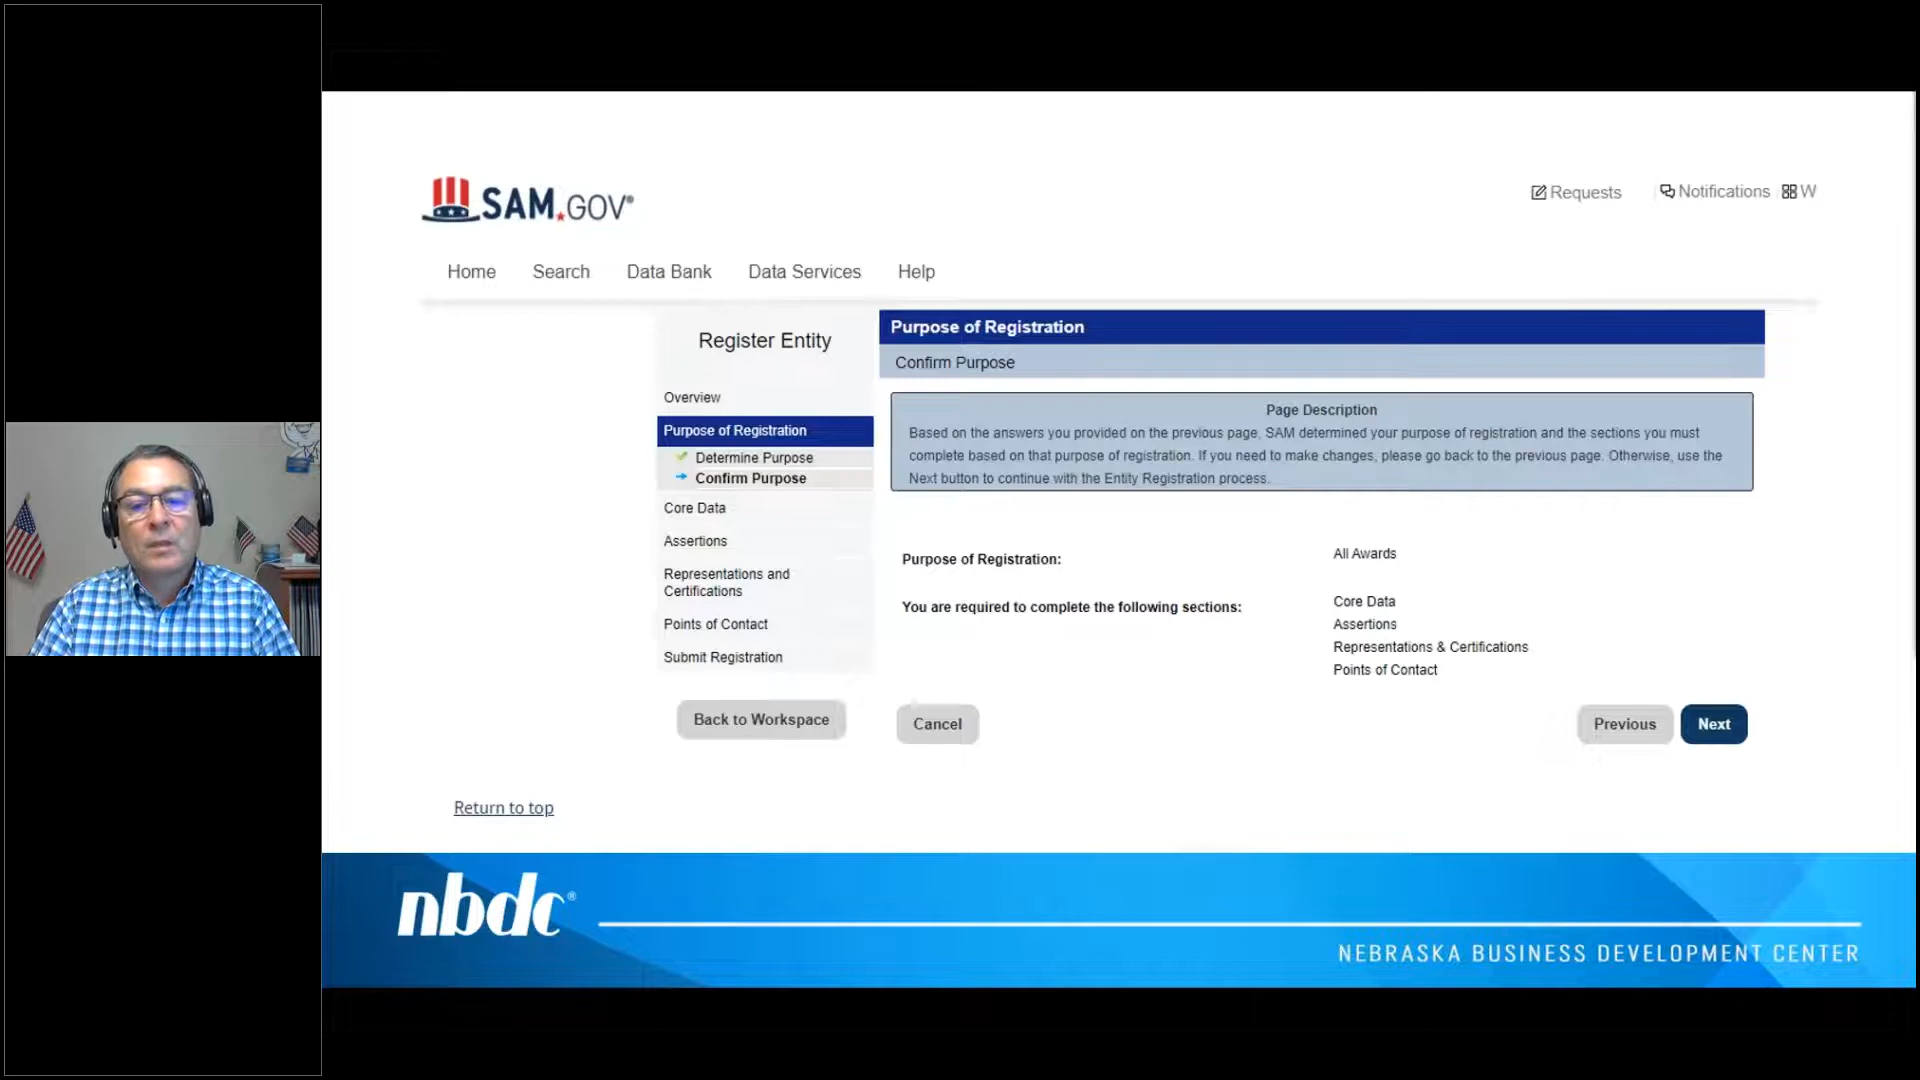 SAM.GOV®
Requests
Notifications
W
Home
Search
Data Bank
Data Services
Help
Register Entity
Overview
Purpose of Registration
Determine Purpose
Confirm Purpose
Core Data
Assertions
Representations and
Certifications
Points of Contact
Submit Registration
Back to Workspace
Purpose of Registration
Confirm Purpose
Page Description
Based on the answers you provided on the previous page, SAM determined your purpose of registration and the sections you must
complete based on that purpose of registration. If you need to make changes, please go back to the previous page. Otherwise, use the
Next button to continue with the Entity Registration process.
Purpose of Registration:
All Awards
You are required to complete the following sections:
Core Data
Assertions
Representations & Certifications
Points of Contact
Cancel
Previous
Next
Return to top
nbdc®
NEBRASKA BUSINESS DEVELOPMENT CENTER